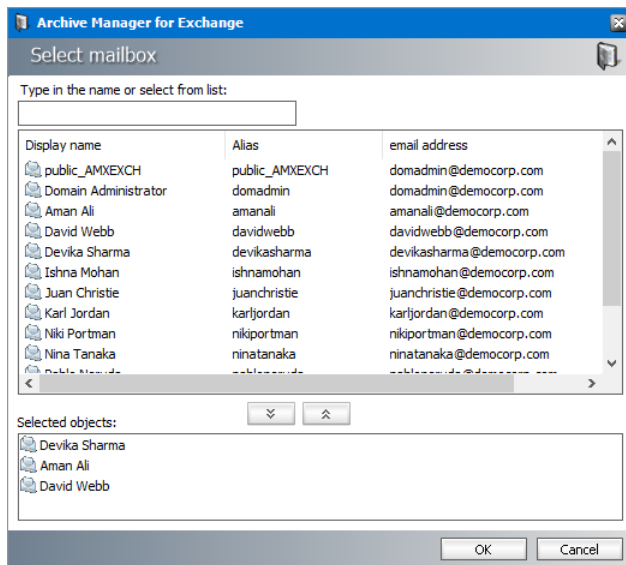 Archive Manager for Exchange
Select mailbox
Type in the name or select from list:
Display name Alias email address
public_AMXEXCH public_AMXEXCH domadmin@democorp.com
Domain Administrator domadmin domadmin@democorp.com
Aman Ali amanali amanali@democorp.com
David Webb davidwebb davidwebb@democorp.com
Devika Sharma devikasharma devikasharma@democorp.com
Ishna Mohan ishnamohan ishnamohan@democorp.com
Juan Christie juanchristie juanchristie@democorp.com
Karl Jordan karljordan karljordan@democorp.com
Niki Portman nikiportman nikiportman@democorp.com
Nina Tanaka ninatanaka ninatanaka@democorp.com
Selected objects:
Devika Sharma
Aman Ali
David Webb
OK Cancel